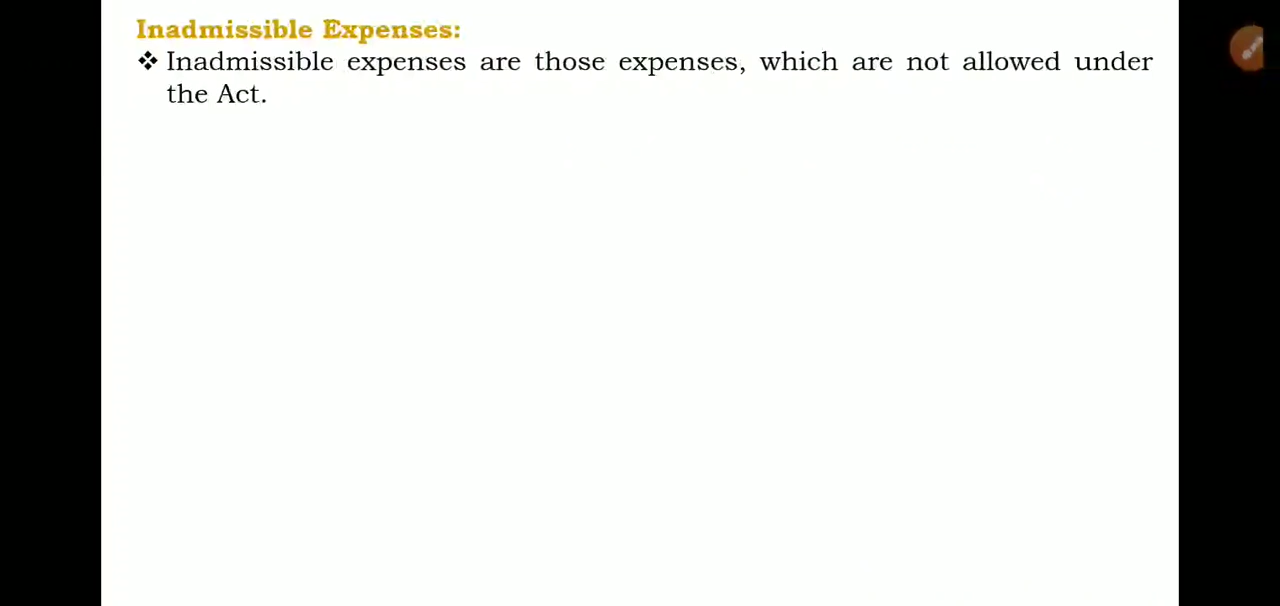 Inadmissible Expenses:
❖ Inadmissible expenses are those expenses, which are not allowed under
the Act.